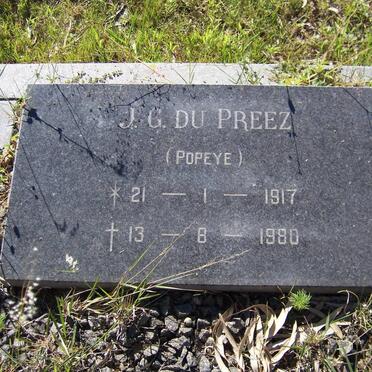 J. G. DU PREEZ
(POPEYE)
* 21 — 1 — 1917
† 13 — 8 — 1980